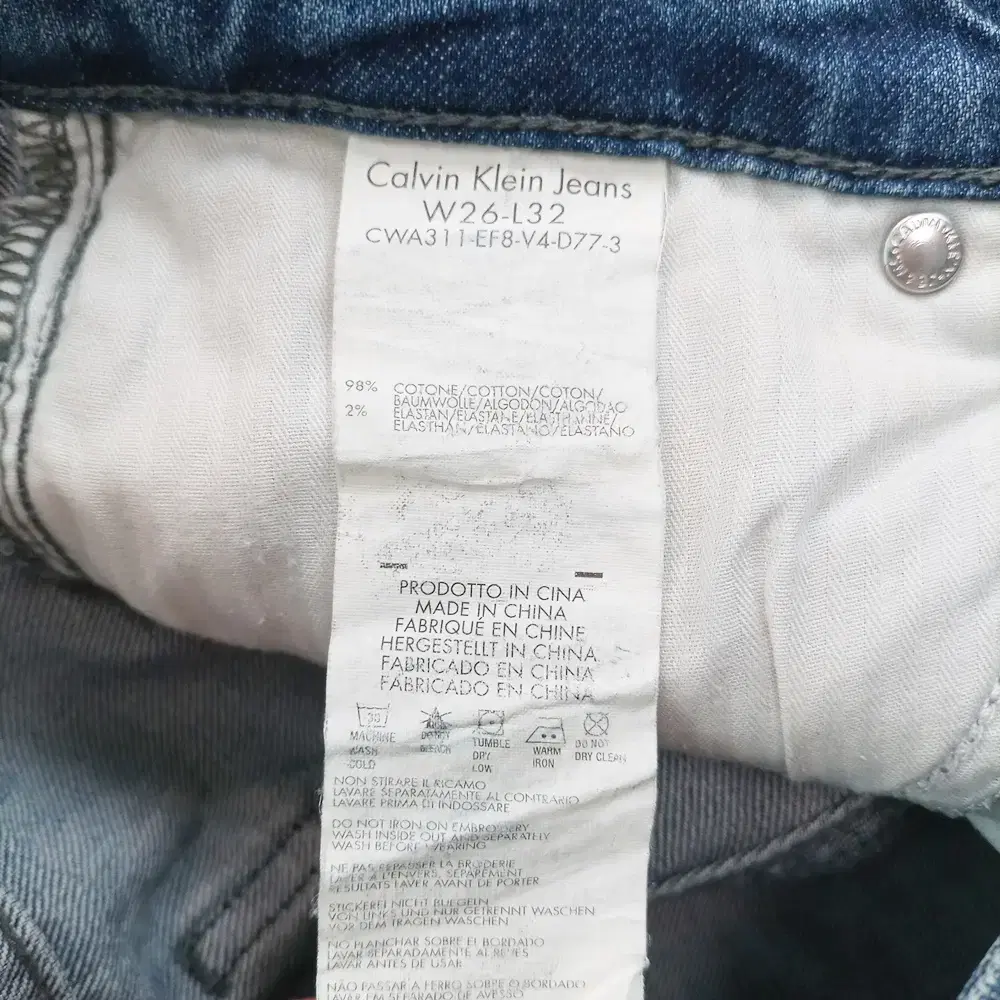 Calvin Klein Jeans
W26-L32
CWA311-EF8-V4-D77-3
98% COTONE/COTTON/COTON/
BAUMWOLLE/ALGODON/ALGODAO
2% ELASTAN/ELASTANE/ELASTHANNE/
ELASTHAN/ELASTANO/ELASTANO
PRODOTTO IN CINA
MADE IN CHINA
FABRIQUÉ EN CHINE
HERGESTELLT IN CHINA
FABRICADO EN CHINA
FABRICADO EN CHINA
30
MACHINE WASH COLD
DO NOT BLEACH
TUMBLE DRY LOW
WARM IRON
DO NOT DRY CLEAN
NON STIRARE IL RICAMO
LAVARE SEPARATAMENTE AL CONTRARIO
LAVARE PRIMA DI INDOSSARE
DO NOT IRON ON EMBROIDERY
WASH INSIDE OUT AND SEPARATELY
WASH BEFORE WEARING
NE PAS REPASSER LA BRODERIE
LAVER A L'ENVERS, SEPAREMENT
RESULTATS LAVER AVANT DE PORTER
STICKEREI NICHT BUEGELN
VON LINKS UND NUR GETRENNT WASCHEN
VOR DEM TRAGEN WASCHEN
NO PLANCHAR SOBRE EL BORDADO
LAVAR SEPARADAMENTE AL REVES
LAVAR ANTES DE USAR
NÃO PASSAR A FERRO SOBRE O BORDADO
LAVAR EM SEPARADO DE AVESSO
CALVIN KLEIN JEANS